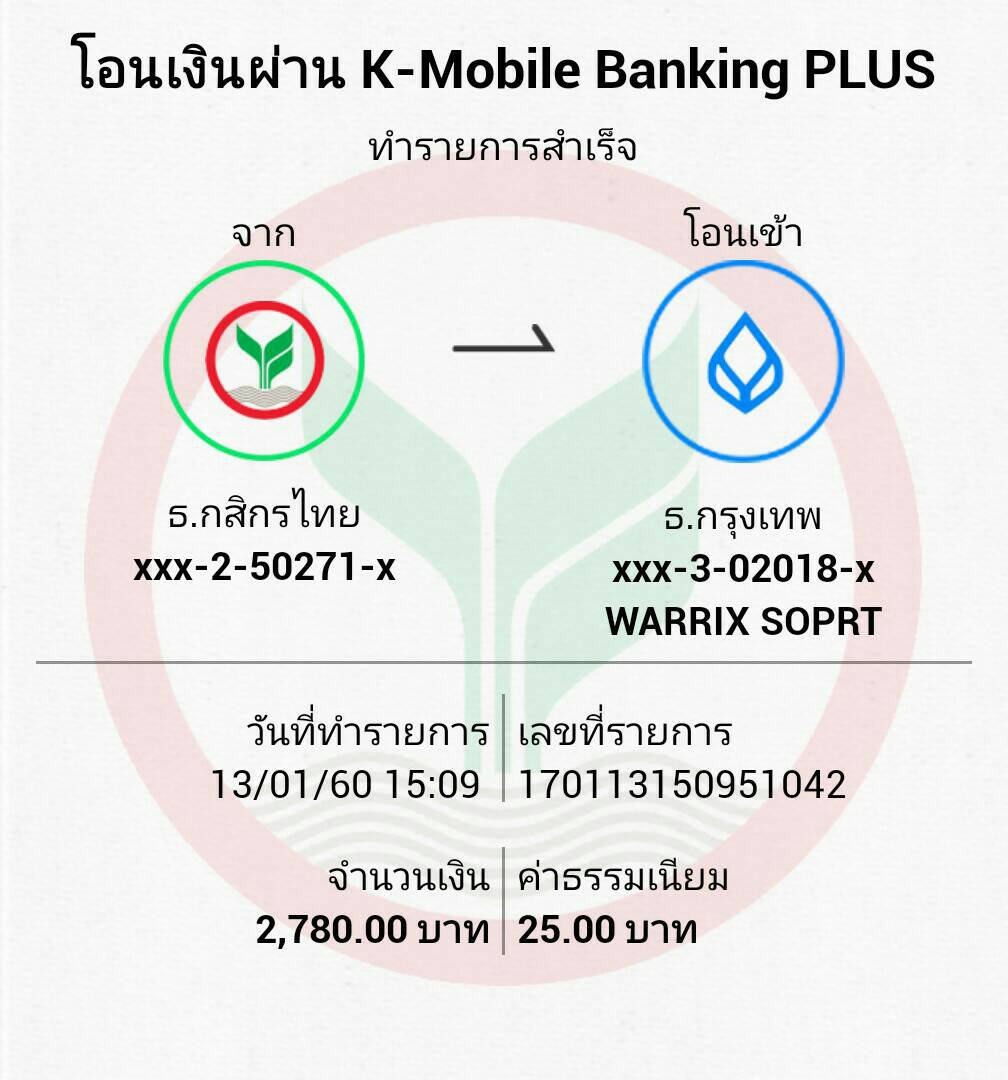 โอนเงินผ่าน K-Mobile Banking PLUS
ทำรายการสำเร็จ
จาก
โอนเข้า
ธ.กสิกรไทย
xxx-2-50271-x
ธ.กรุงเทพ
xxx-3-02018-x
WARRIX SOPRT
วันที่ทำรายการ
13/01/60 15:09
เลขที่รายการ
170113150951042
จำนวนเงิน
2,780.00 บาท
ค่าธรรมเนียม
25.00 บาท